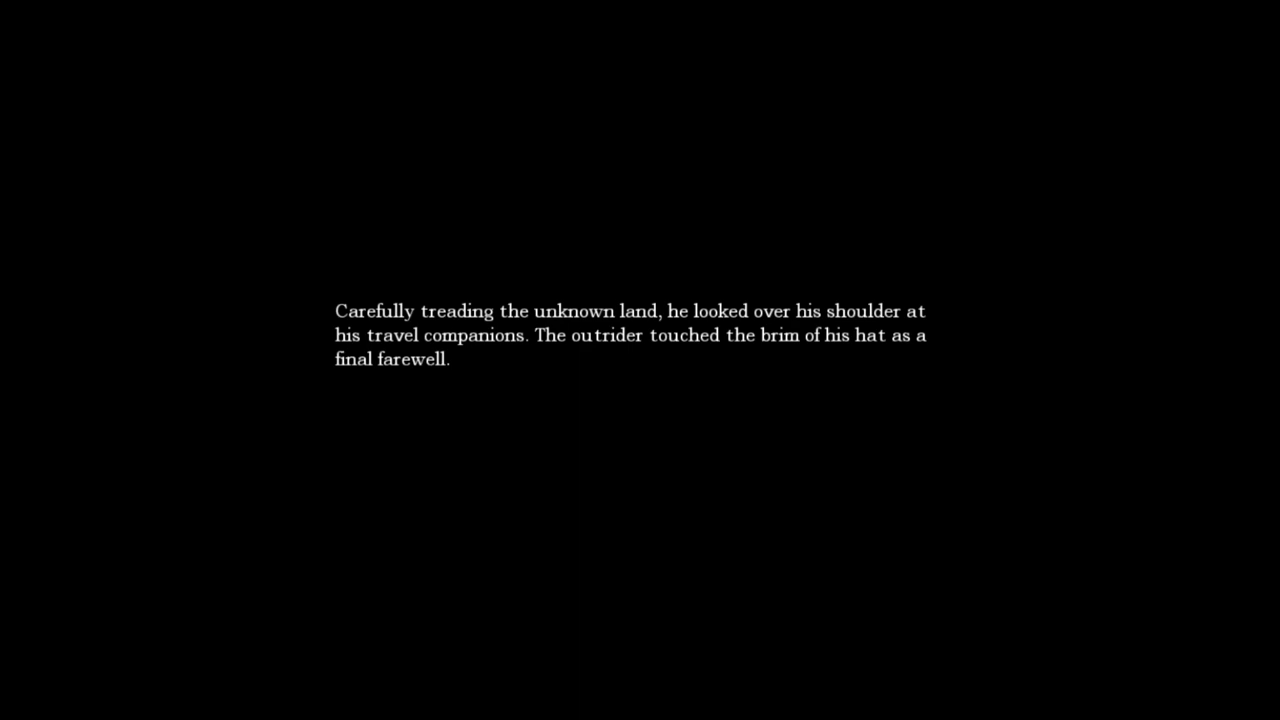 Carefully treading the unknown land, he looked over his shoulder at
his travel companions. The outrider touched the brim of his hat as a
final farewell.